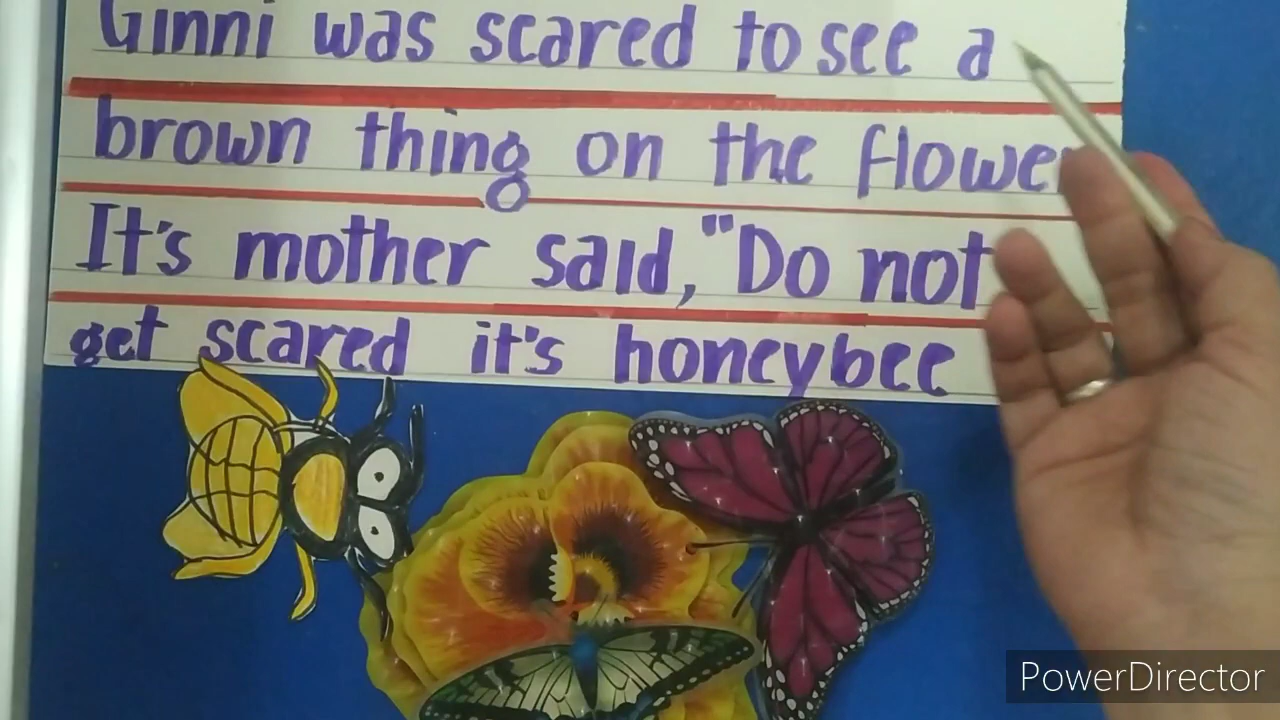 Ginni was scared to see a
brown thing on the flower
It's mother said, "Do not
get scared it's honeybee
PowerDirector